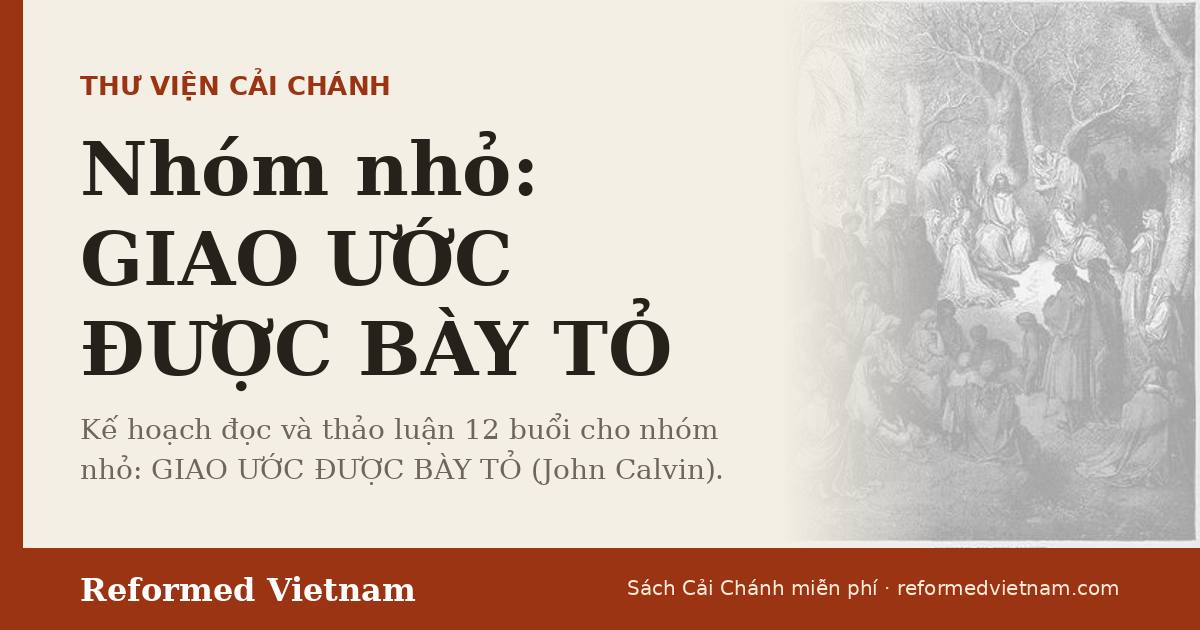 THƯ VIỆN CẢI CHÁNH
Nhóm nhỏ:
GIAO ƯỚC
ĐƯỢC BÀY TỎ
Kế hoạch đọc và thảo luận 12 buổi cho nhóm
nhỏ: GIAO ƯỚC ĐƯỢC BÀY TỎ (John Calvin).
Reformed Vietnam
Sách Cải Chánh miễn phí · reformedvietnam.com